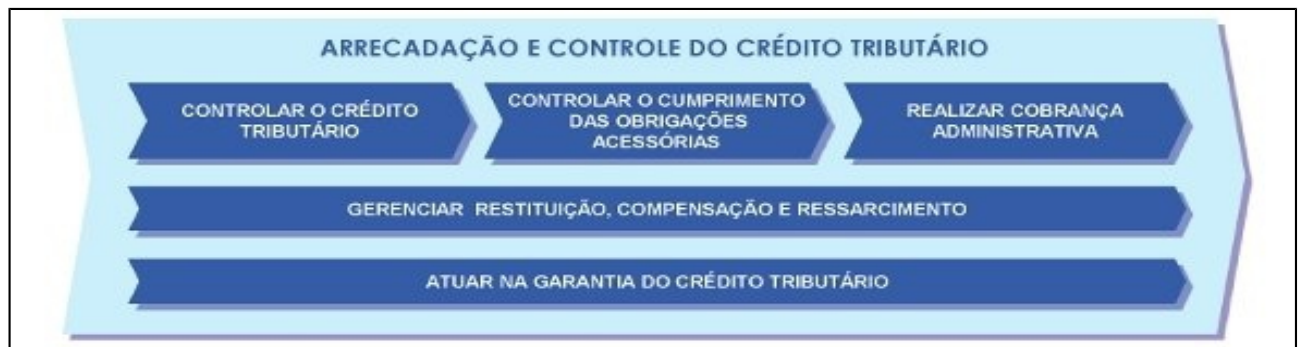 ARRECADAÇÃO E CONTROLE DO CRÉDITO TRIBUTÁRIO
CONTROLAR O CRÉDITO
TRIBUTÁRIO
CONTROLAR O CUMPRIMENTO
DAS OBRIGAÇÕES
ACESSÓRIAS
REALIZAR COBRANÇA
ADMINISTRATIVA
GERENCIAR RESTITUIÇÃO, COMPENSAÇÃO E RESSARCIMENTO
ATUAR NA GARANTIA DO CRÉDITO TRIBUTÁRIO